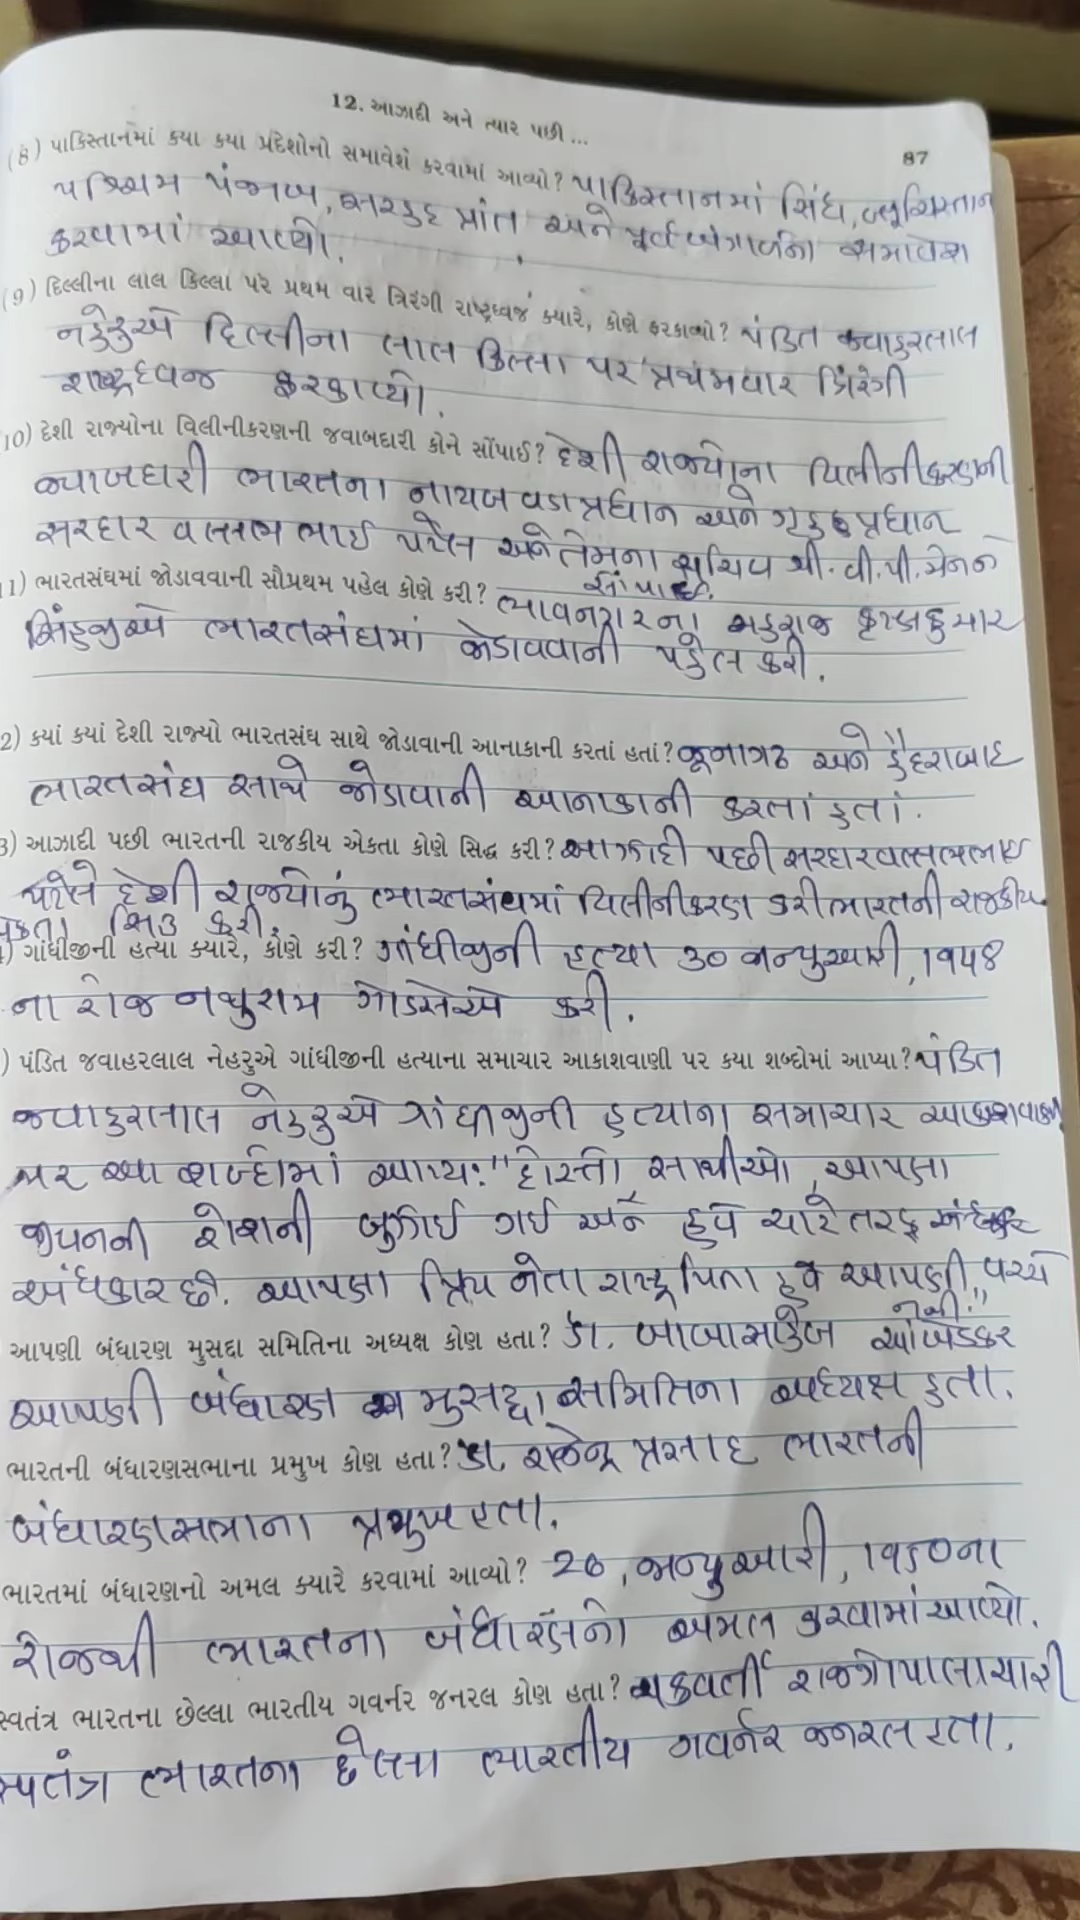 12. આઝાદી અને ત્યાર પછી...
87
(8) પાકિસ્તાનમાં કયા કયા પ્રદેશોનો સમાવેશ કરવામાં આવ્યો? પાકિસ્તાનમાં સિંધ, બલૂચિસ્તાન
પશ્ચિમ પંજાબ, સરહદ પ્રાંત અને પૂર્વ બંગાળનો સમાવેશ
કરવામાં આવ્યો.
(9) દિલ્લીના લાલ કિલ્લા પર પ્રથમ વાર ત્રિરંગી રાષ્ટ્રધ્વજ ક્યારે, કોણે ફરકાવ્યો? પંડિત જવાહરલાલ
નહેરુએ દિલ્લીના લાલ કિલ્લા પર પ્રથમવાર ત્રિરંગી
રાષ્ટ્રધ્વજ ફરકાવ્યો.
10) દેશી રાજ્યોના વિલીનીકરણની જવાબદારી કોને સોંપાઈ? દેશી રાજ્યોના વિલીનીકરણની
જવાબદારી ભારતના નાયબ વડાપ્રધાન અને ગૃહ પ્રધાન
સરદાર વલ્લભભાઈ પટેલ અને તેમના સચિવ શ્રી. વી.પી.મેનન
સોંપાઈ.
1) ભારતસંઘમાં જોડાવવાની સૌપ્રથમ પહેલ કોણે કરી? ભાવનગરના મહારાજ કૃષ્ણકુમાર
સિંહજીએ ભારતસંઘમાં જોડાવવાની પહેલ કરી.
2) કયાં કયાં દેશી રાજ્યો ભારતસંઘ સાથે જોડાવાની આનાકાની કરતાં હતાં? જૂનાગઢ અને હૈદરાબાદ
ભારતસંઘ સાથે જોડાવાની આનાકાની કરતાં હતાં.
3) આઝાદી પછી ભારતની રાજકીય એકતા કોણે સિદ્ધ કરી? આઝાદી પછી સરદાર વલ્લભભાઈ
પટેલે દેશી રાજ્યોનું ભારતસંઘમાં વિલીનીકરણ કરી ભારતની રાજકીય
એકતા સિદ્ધ કરી.
) ગાંધીજીની હત્યા ક્યારે, કોણે કરી? ગાંધીજીની હત્યા ૩૦ જાન્યુઆરી, ૧૯૪૮
ના રોજ નથુરામ ગોડસેએ કરી.
) પંડિત જવાહરલાલ નેહરુએ ગાંધીજીની હત્યાના સમાચાર આકાશવાણી પર કયા શબ્દોમાં આપ્યા? પંડિત
જવાહરલાલ નેહરુએ ગાંધીજીની હત્યાના સમાચાર આકાશવાણી
પર આ શબ્દોમાં આપ્ય: "દોસ્તો, સાથીઓ, આપણા
જીવનની રોશની બુઝાઈ ગઈ અને હવે ચારે તરફ
અંધકાર છે. આપણા પ્રિય નેતા રાષ્ટ્રપિતા હવે આપણી વચ્ચે
નથી."
આપણી બંધારણ મુસદ્દા સમિતિના અધ્યક્ષ કોણ હતા? ડૉ. બાબાસાહેબ આંબેડકર
આપણી બંધારણ મુસદ્દા સમિતિના અધ્યક્ષ હતા.
ભારતની બંધારણસભાના પ્રમુખ કોણ હતા? ડૉ. રાજેન્દ્ર પ્રસાદ ભારતની
બંધારણસભાના પ્રમુખ હતા.
ભારતમાં બંધારણનો અમલ ક્યારે કરવામાં આવ્યો? 26, જાન્યુઆરી, ૧૯૫૦ના
રોજથી ભારતના બંધારણનો અમલ કરવામાં આવ્યો.
સ્વતંત્ર ભારતના છેલ્લા ભારતીય ગવર્નર જનરલ કોણ હતા? ચક્રવર્તી રાજગોપાલાચારી
સ્વતંત્ર ભારતના છેલ્લા ભારતીય ગવર્નર જનરલ હતા.